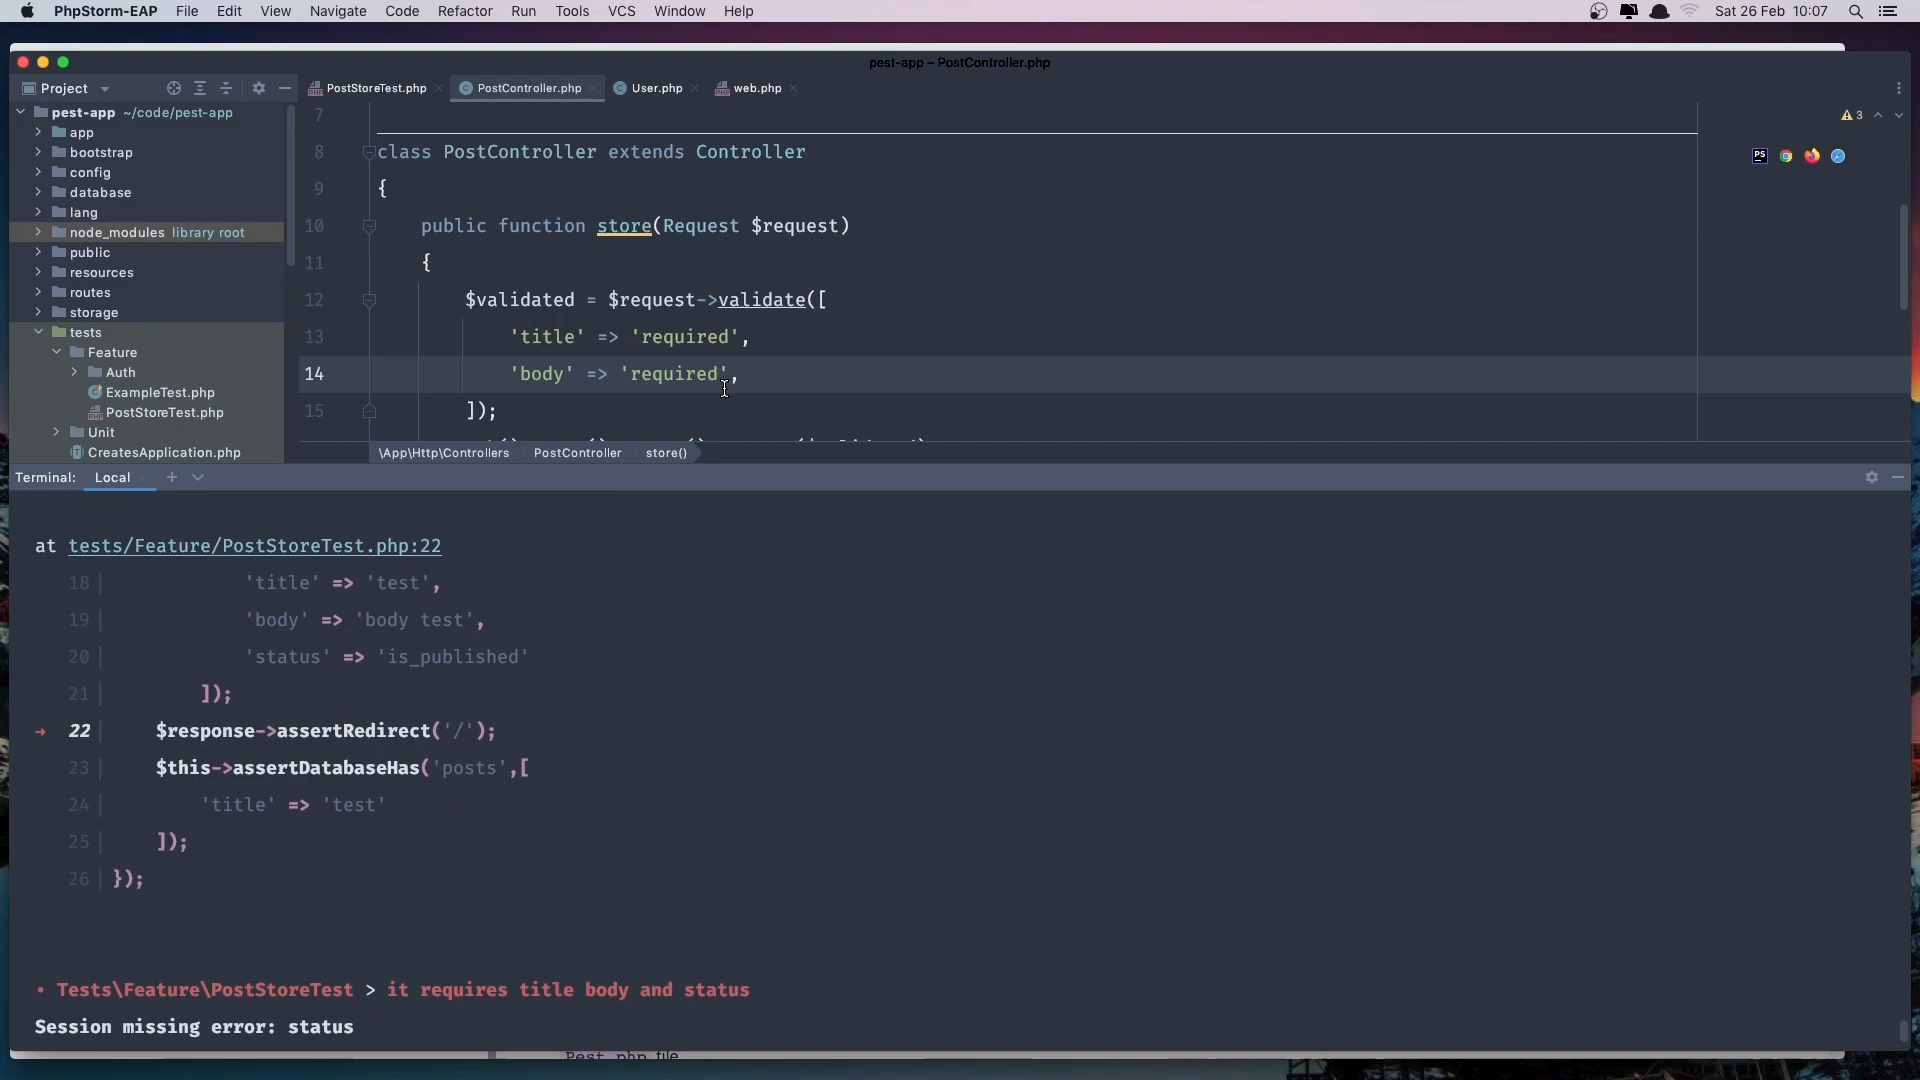 PhpStorm-EAP File Edit View Navigate Code Refactor Run Tools VCS Window Help Sat 26 Feb 10:07
pest-app – PostController.php
Project PostStoreTest.php PostController.php User.php web.php
pest-app ~/code/pest-app
app
bootstrap
config
database
lang
node_modules library root
public
resources
routes
storage
tests
Feature
Auth
ExampleTest.php
PostStoreTest.php
Unit
CreatesApplication.php
3
PS
7
8 class PostController extends Controller
9 {
10 public function store(Request $request)
11 {
12 $validated = $request->validate([
13 'title' => 'required',
14 'body' => 'required',
15 ]);
\App\Http\Controllers PostController store()
Terminal: Local
at tests/Feature/PostStoreTest.php:22
18| 'title' => 'test',
19| 'body' => 'body test',
20| 'status' => 'is_published'
21| ]);
➜ 22| $response->assertRedirect('/');
23| $this->assertDatabaseHas('posts',[
24| 'title' => 'test'
25| ]);
26| });
• Tests\Feature\PostStoreTest > it requires title body and status
Session missing error: status
Pest.php file